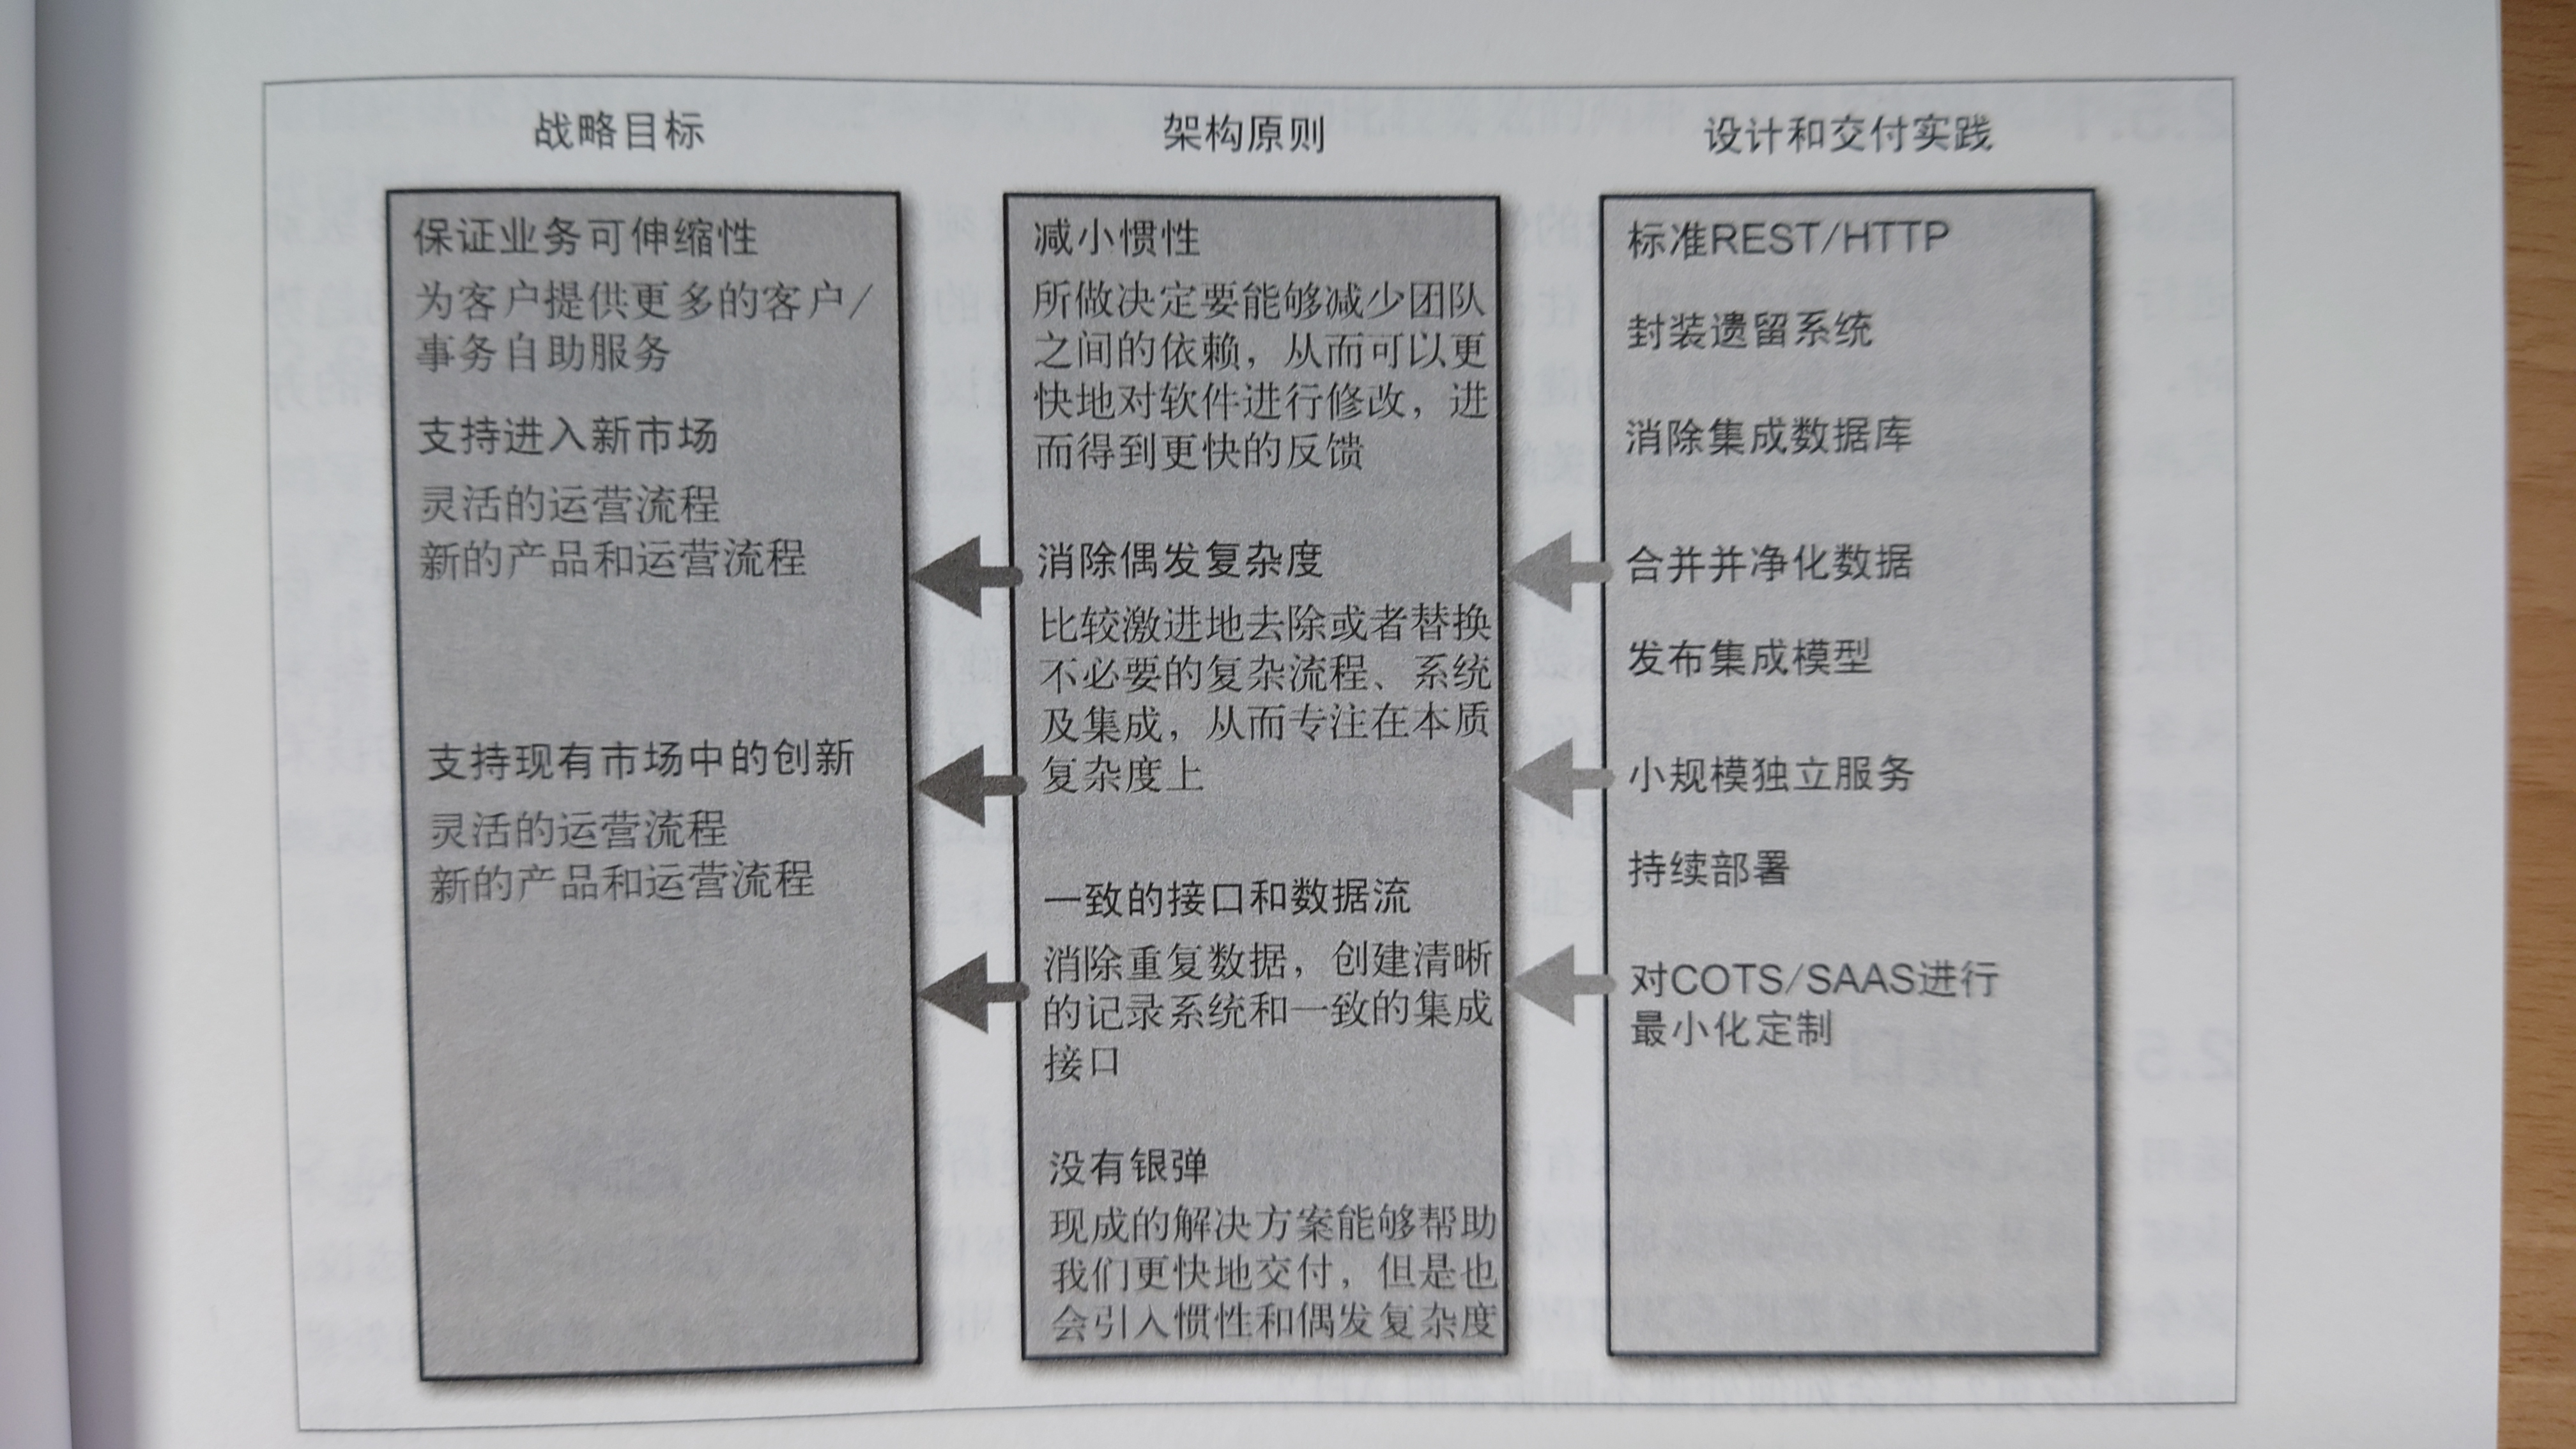 战略目标
保证业务可伸缩性
为客户提供更多的客户/
事务自助服务
支持进入新市场
灵活的运营流程
新的产品和运营流程
支持现有市场中的创新
灵活的运营流程
新的产品和运营流程
架构原则
减小惯性
所做决定要能够减少团队
之间的依赖，从而可以更
快地对软件进行修改，进
而得到更快的反馈
消除偶发复杂度
比较激进地去除或者替换
不必要的复杂流程、系统
及集成，从而专注在本质
复杂度上
一致的接口和数据流
消除重复数据，创建清晰
的记录系统和一致的集成
接口
没有银弹
现成的解决方案能够帮助
我们更快地交付，但是也
会引入惯性和偶发复杂度
设计和交付实践
标准REST/HTTP
封装遗留系统
消除集成数据库
合并并净化数据
发布集成模型
小规模独立服务
持续部署
对COTS/SAAS进行
最小化定制